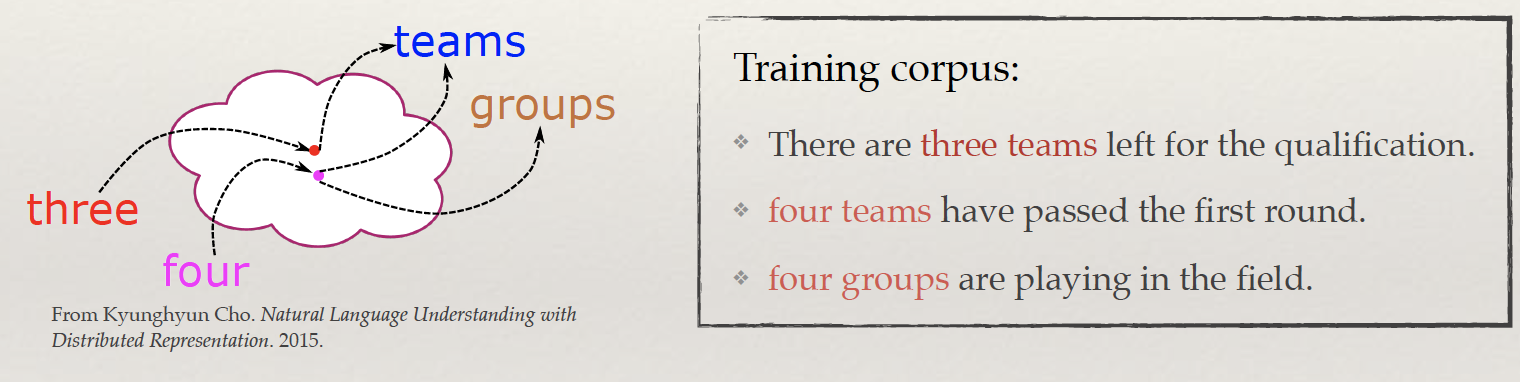 teams
groups
three
four
From Kyunghyun Cho. Natural Language Understanding with
Distributed Representation. 2015.
Training corpus:
❖ There are three teams left for the qualification.
❖ four teams have passed the first round.
❖ four groups are playing in the field.